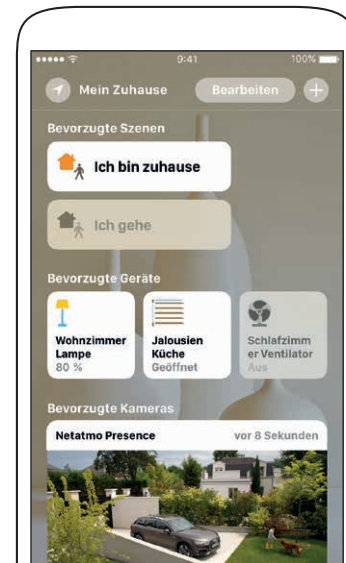 9:41 100%
Mein Zuhause Bearbeiten
Bevorzugte Szenen
Ich bin zuhause
Ich gehe
Bevorzugte Geräte
Wohnzimmer
Lampe
80 %
Jalousien
Küche
Geöffnet
Schlafzimm
er Ventilator
Aus
Bevorzugte Kameras
Netatmo Presence vor 8 Sekunden